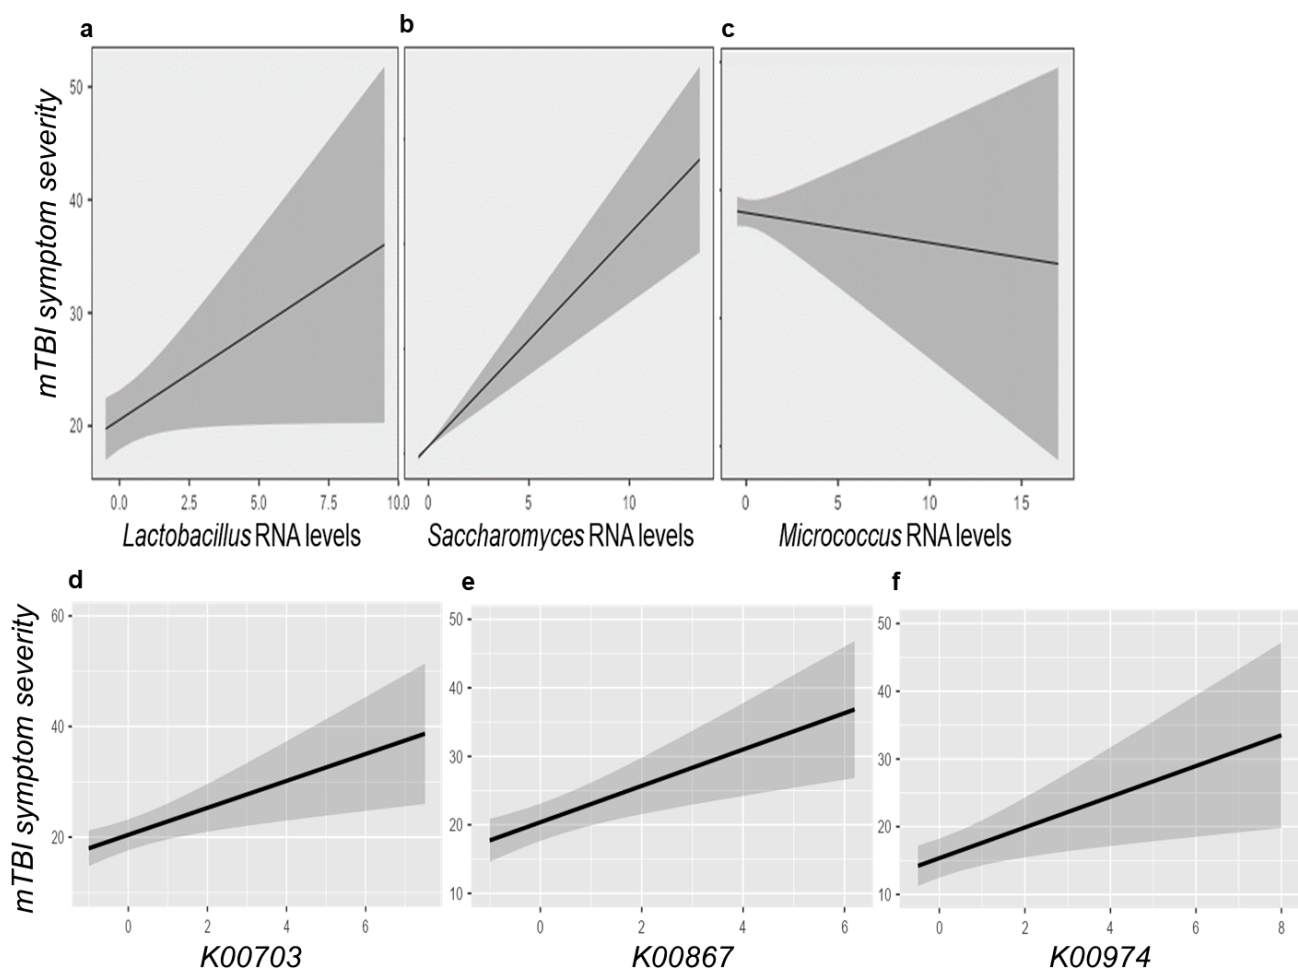 a
b
c
mTBI symptom severity
50
40
30
20
0.0 2.5 5.0 7.5 10.0
0 5 10
0 5 10 15
Lactobacillus RNA levels
Saccharomyces RNA levels
Micrococcus RNA levels
d
e
f
mTBI symptom severity
60
40
20
50
40
30
20
10
50
40
30
20
10
0 2 4 6
0 2 4 6
0 2 4 6 8
K00703
K00867
K00974